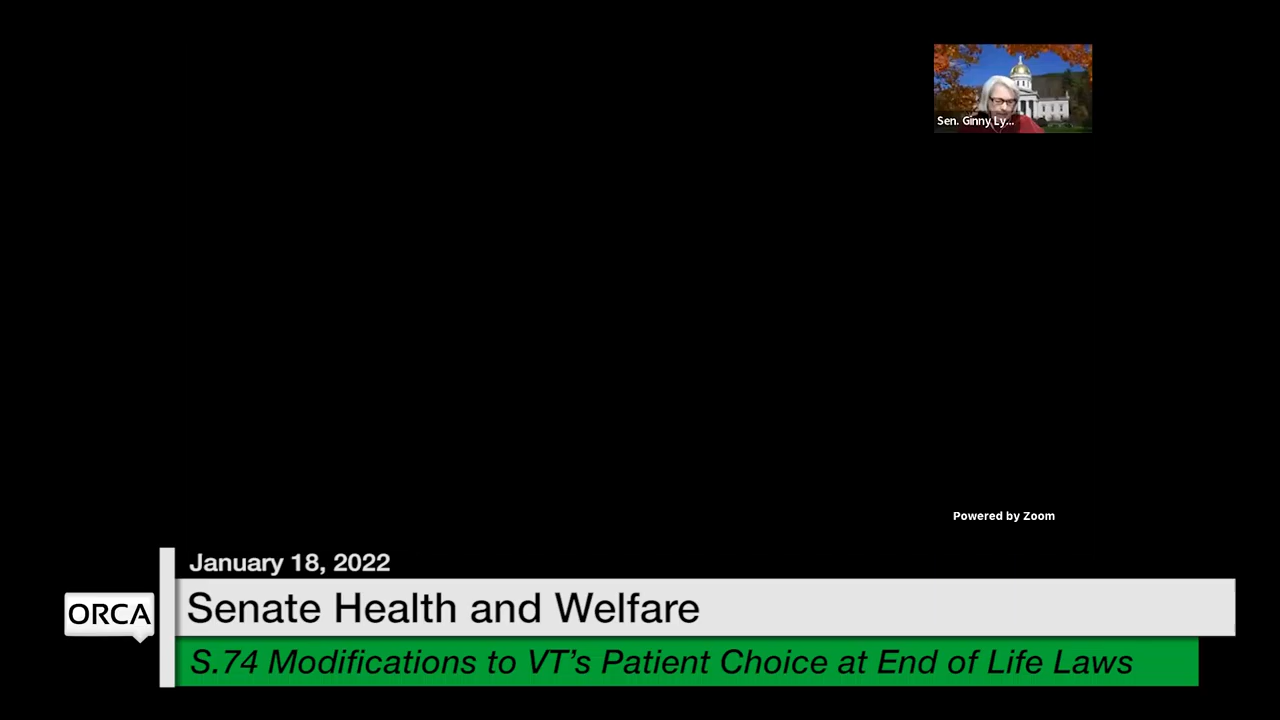 Sen. Ginny Ly...
Powered by Zoom
January 18, 2022
Senate Health and Welfare
ORCA
S.74 Modifications to VT's Patient Choice at End of Life Laws